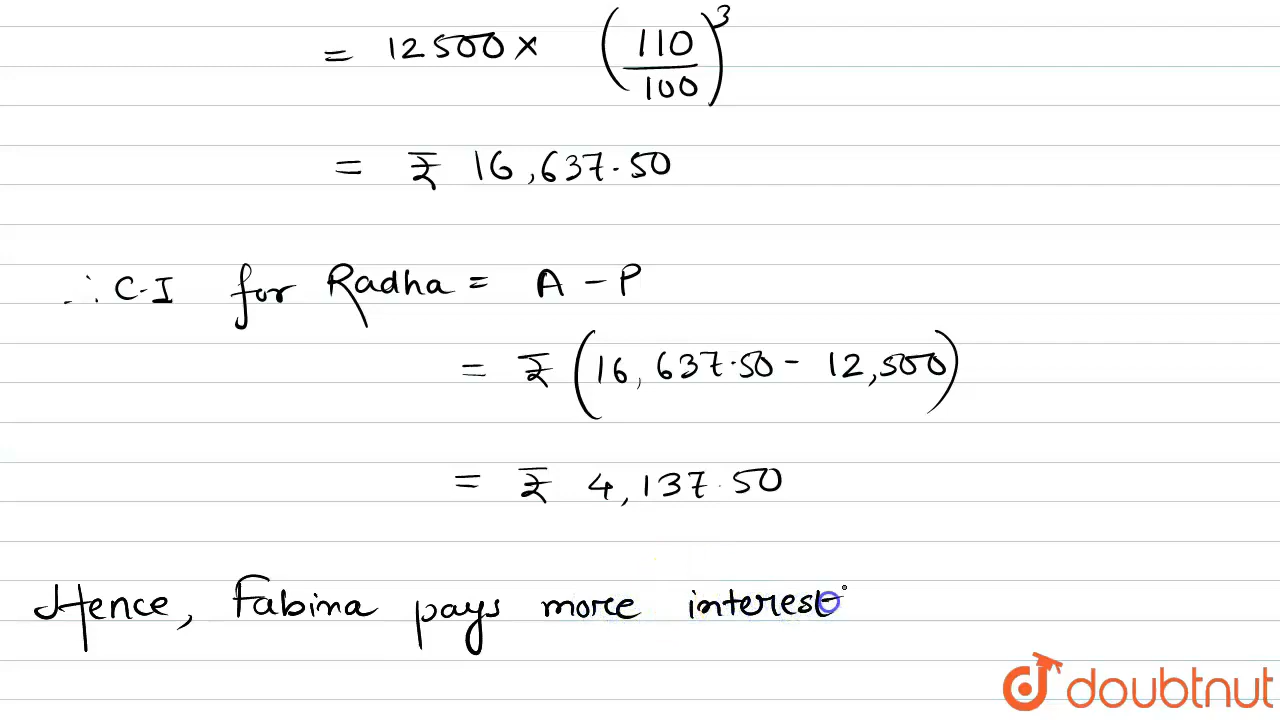 = 12500 × (110/100)³
= ₹ 16,637.50
∴ C.I for Radha = A - P
= ₹ (16,637.50 - 12,500)
= ₹ 4,137.50
Hence, Fabina pays more interest
doubtnut